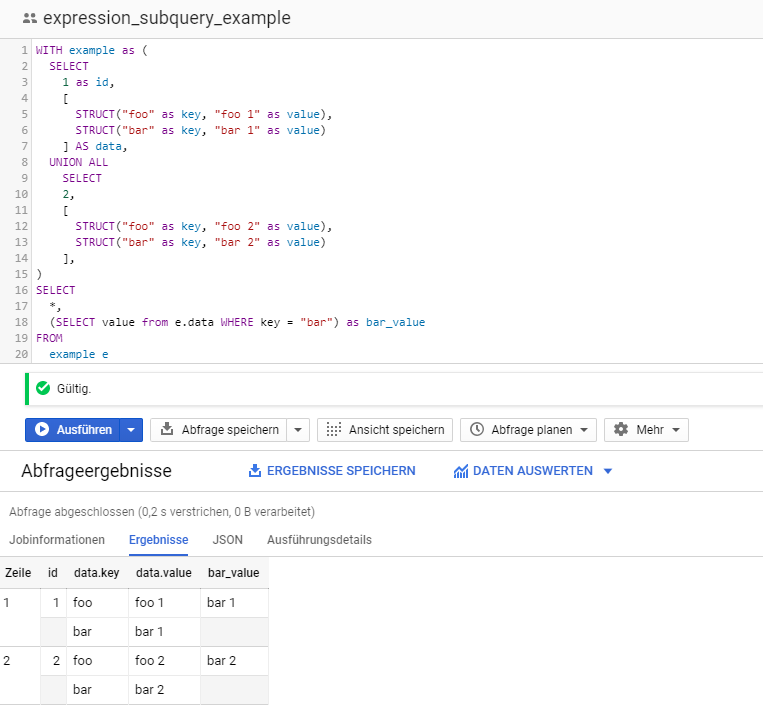 expression_subquery_example
1 WITH example as (
2 SELECT
3 1 as id,
4 [
5 STRUCT("foo" as key, "foo 1" as value),
6 STRUCT("bar" as key, "bar 1" as value)
7 ] AS data,
8 UNION ALL
9 SELECT
10 2,
11 [
12 STRUCT("foo" as key, "foo 2" as value),
13 STRUCT("bar" as key, "bar 2" as value)
14 ],
15 )
16 SELECT
17 *,
18 (SELECT value from e.data WHERE key = "bar") as bar_value
19 FROM
20 example e
Gültig.
Ausführen Abfrage speichern Ansicht speichern Abfrage planen Mehr
Abfrageergebnisse ERGEBNISSE SPEICHERN DATEN AUSWERTEN
Abfrage abgeschlossen (0,2 s verstrichen, 0 B verarbeitet)
Jobinformationen Ergebnisse JSON Ausführungsdetails
Zeile id data.key data.value bar_value
1 1 foo foo 1 bar 1
bar bar 1
2 2 foo foo 2 bar 2
bar bar 2